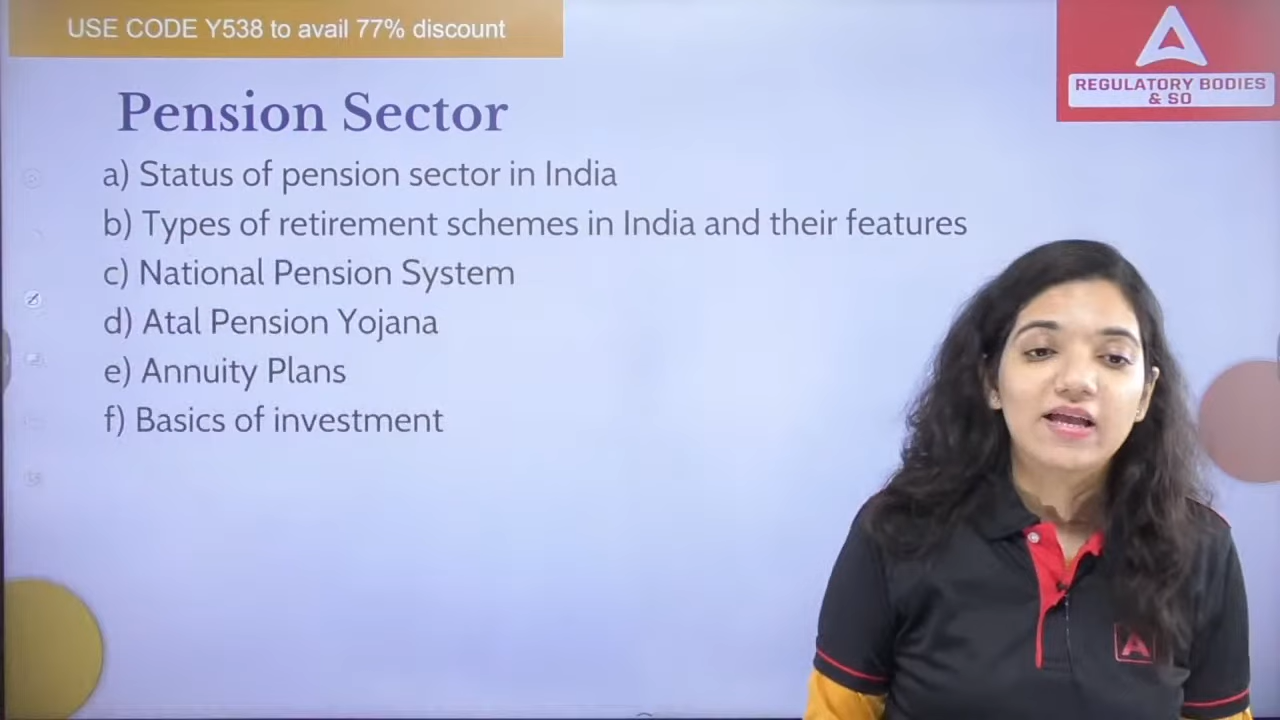 USE CODE Y538 to avail 77% discount
REGULATORY BODIES
& SO
Pension Sector
a) Status of pension sector in India
b) Types of retirement schemes in India and their features
c) National Pension System
d) Atal Pension Yojana
e) Annuity Plans
f) Basics of investment
A